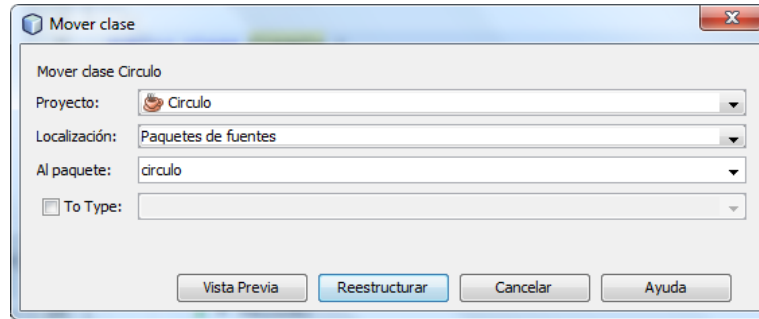 Mover clase
Mover clase Circulo
Proyecto: Circulo
Localización: Paquetes de fuentes
Al paquete: circulo
To Type:
Vista Previa Reestructurar Cancelar Ayuda